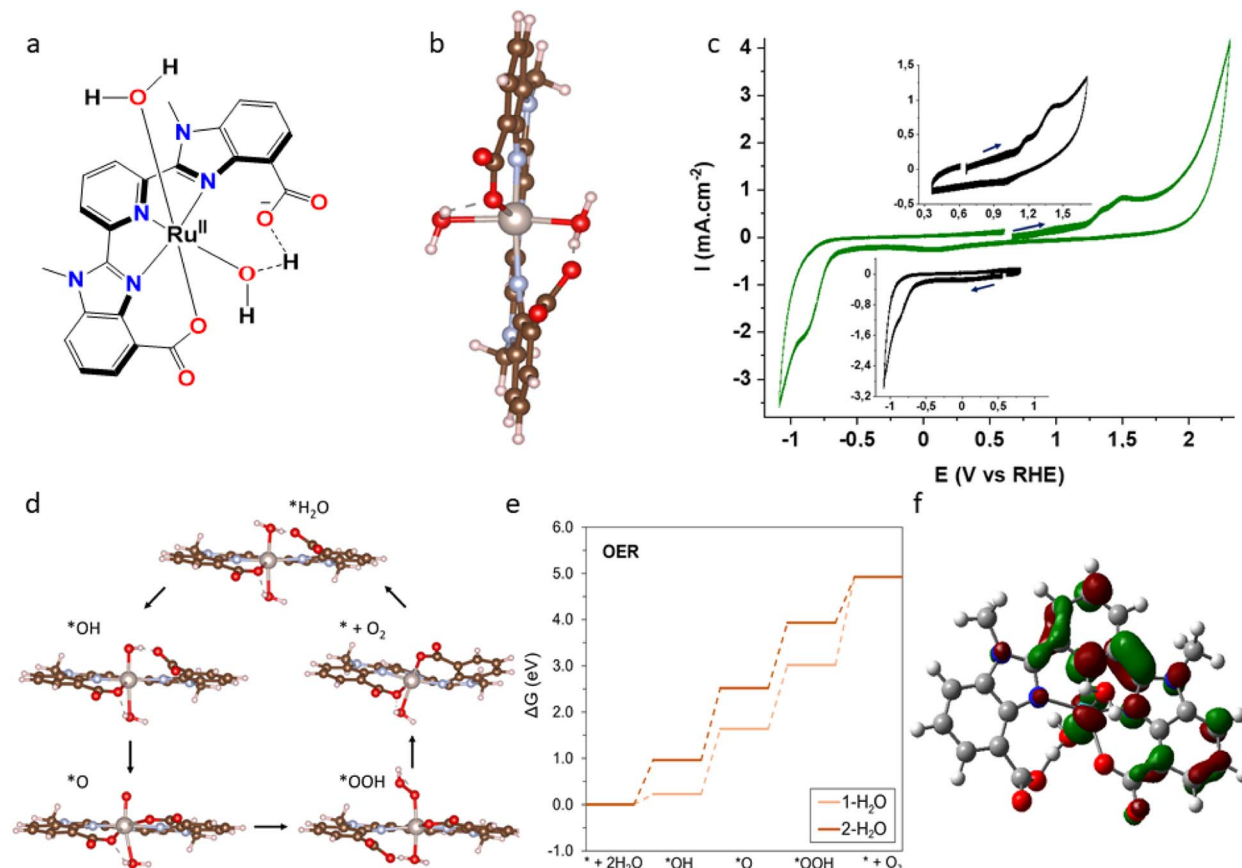 a
H
H
O
N
N
O
O
−
N
Ru
II
H
O
N
N
O
H
O
b
c
I (mA.cm-2)
4
3
2
1
0
-1
-2
-3
-1
-0.5
0
0.5
1
1,5
2
E (V vs RHE)
1,5
1
0,5
0
-0,5
0,3
0,6
0,9
1,2
1,5
0
-0,8
-1,6
-2,4
-3,2
-1
0
1
d
*H2O
*OH
* + O2
*O
*OOH
e
OER
ΔG (eV)
6.0
5.0
4.0
3.0
2.0
1.0
0.0
-1.0
1-H2O
2-H2O
* + 2H2O
*OH
*O
*OOH
* + O2
f